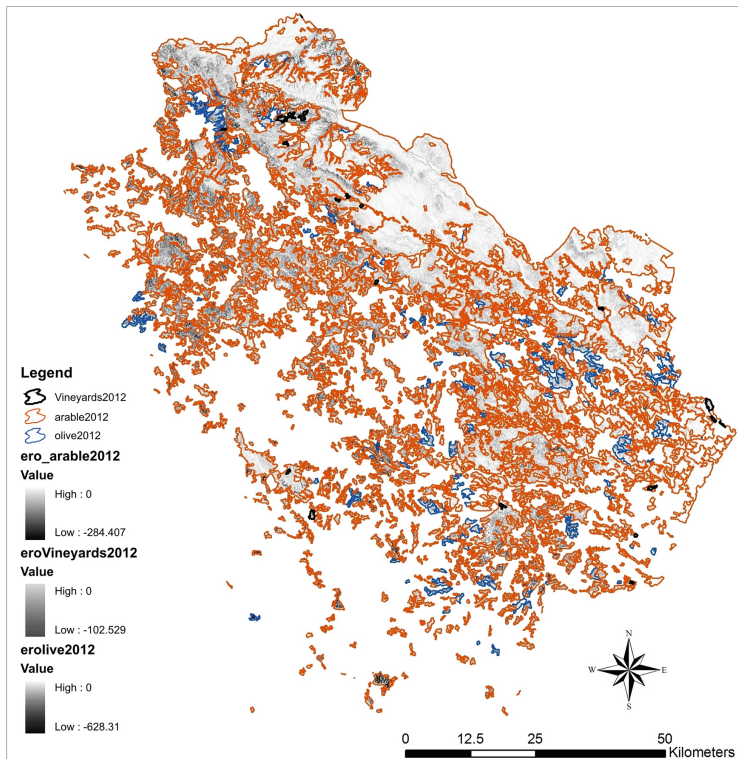 Legend
Vineyards2012
arable2012
olive2012
ero_arable2012
Value
High : 0
Low : -284.407
eroVineyards2012
Value
High : 0
Low : -102.529
erolive2012
Value
High : 0
Low : -628.31
N
W E
S
0 12.5 25 50
Kilometers